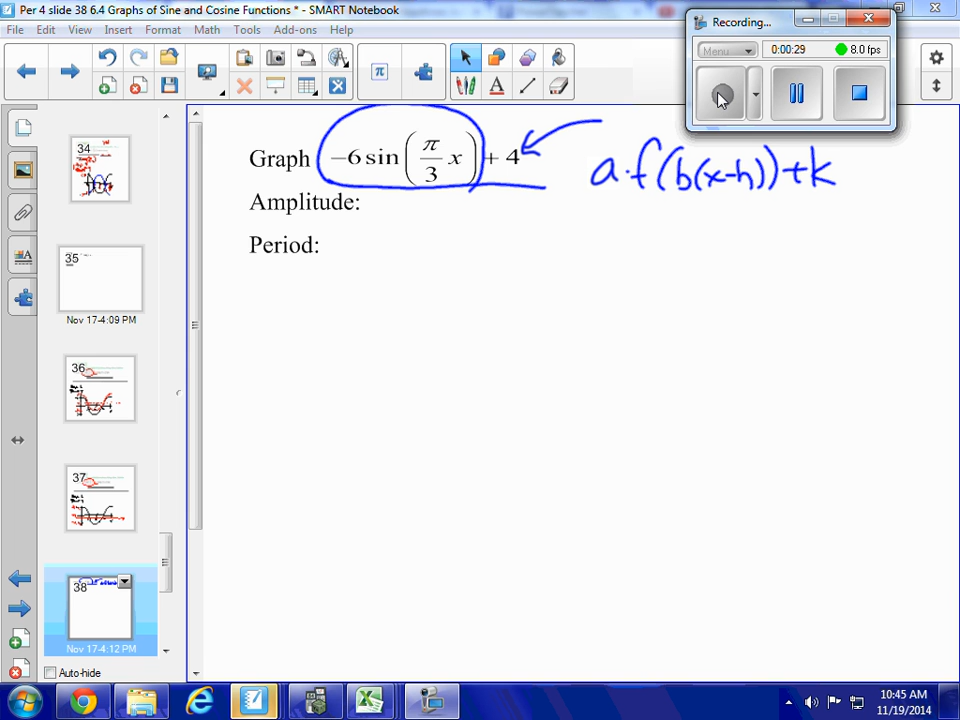 Per 4 slide 38 6.4 Graphs of Sine and Cosine Functions * - SMART Notebook
Recording...
File Edit View Insert Format Math Tools Add-ons Help
Menu 0:00:29 8.0 fps
34
Graph −6 sin (π/3 x) + 4
a·f(b(x-h))+k
Amplitude:
Period:
35
Nov 17-4:09 PM
36
37
38
Nov 17-4:12 PM
Auto-hide
10:45 AM
11/19/2014